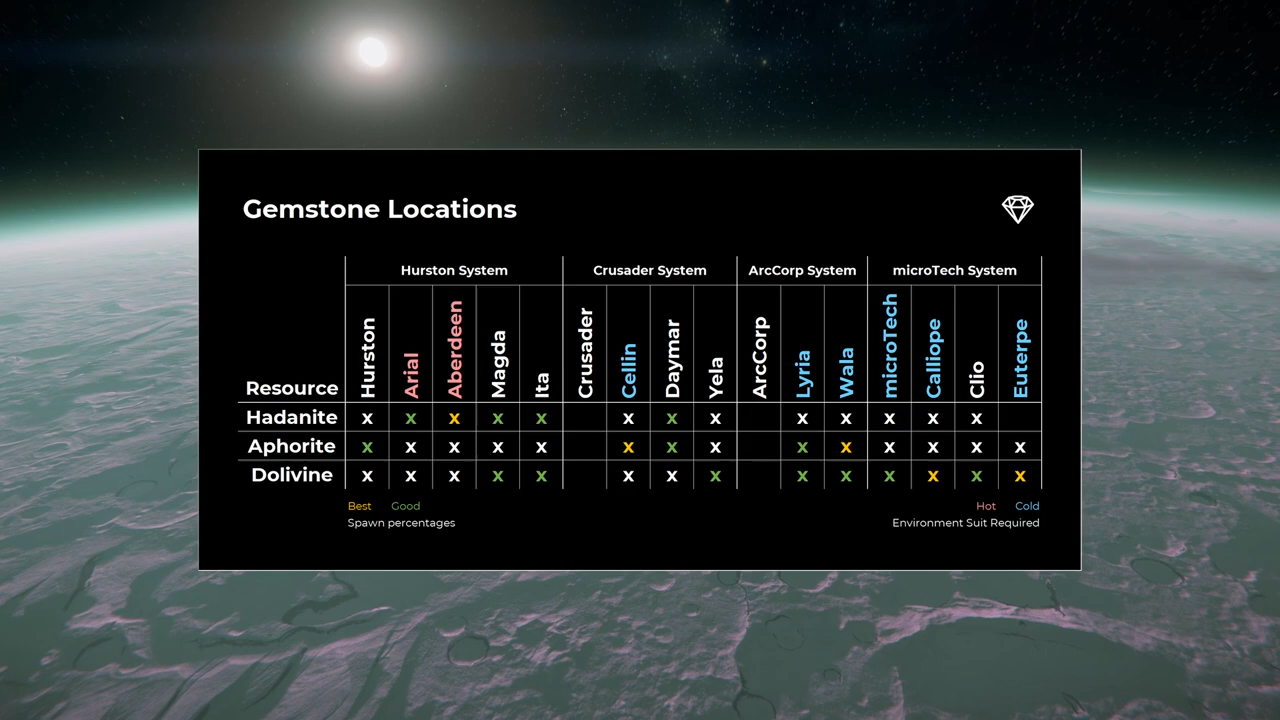 Gemstone Locations
Hurston System Crusader System ArcCorp System microTech System
Resource Hurston Arial Aberdeen Magda Ita Crusader Cellin Daymar Yela ArcCorp Lyria Wala microTech Calliope Clio Euterpe
Hadanite x x x x x x x x x x x x x
Aphorite x x x x x x x x x x x x x x
Dolivine x x x x x x x x x x x x x x
Best Good Hot Cold
Spawn percentages Environment Suit Required